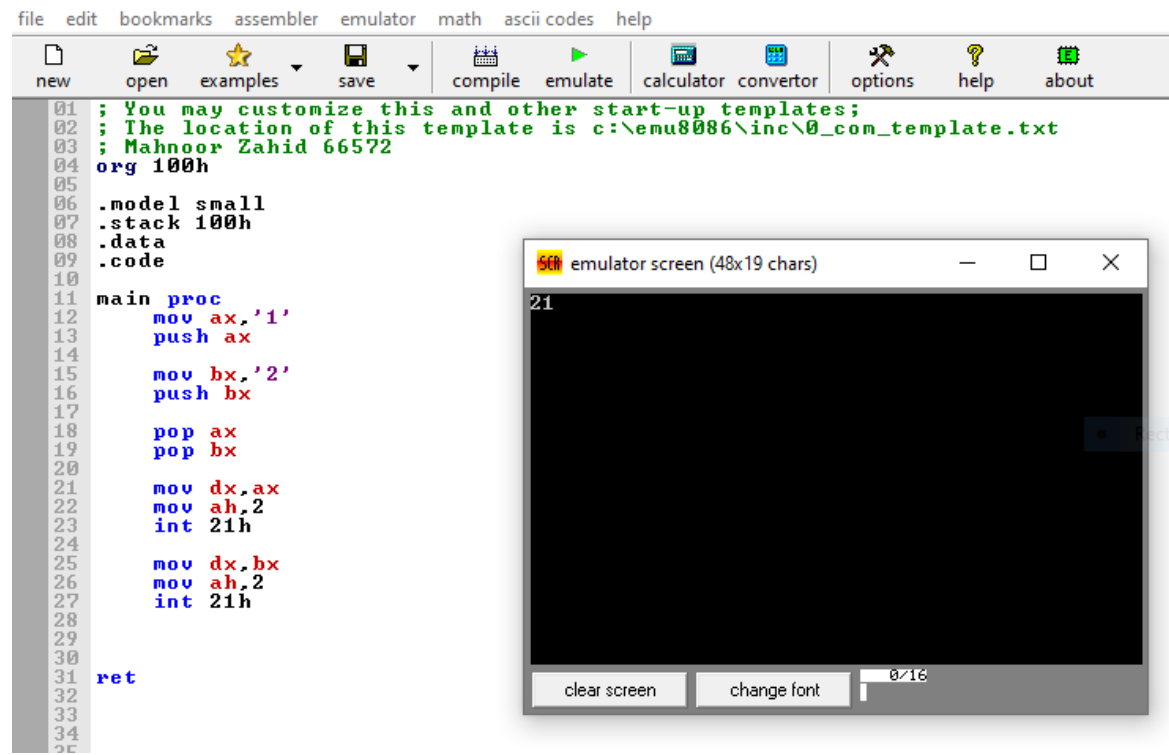 file edit bookmarks assembler emulator math ascii codes help
new open examples save compile emulate calculator convertor options help about
01 ; You may customize this and other start-up templates;
02 ; The location of this template is c:\emu8086\inc\0_com_template.txt
03 ; Mahnoor Zahid 66572
04 org 100h
05
06 .model small
07 .stack 100h
08 .data
09 .code
10
11 main proc
12 mov ax,'1'
13 push ax
14
15 mov bx,'2'
16 push bx
17
18 pop ax
19 pop bx
20
21 mov dx,ax
22 mov ah,2
23 int 21h
24
25 mov dx,bx
26 mov ah,2
27 int 21h
28
29
30
31 ret
32
33
34
35
SCR emulator screen (48x19 chars)
21
clear screen change font 0/16
Rect